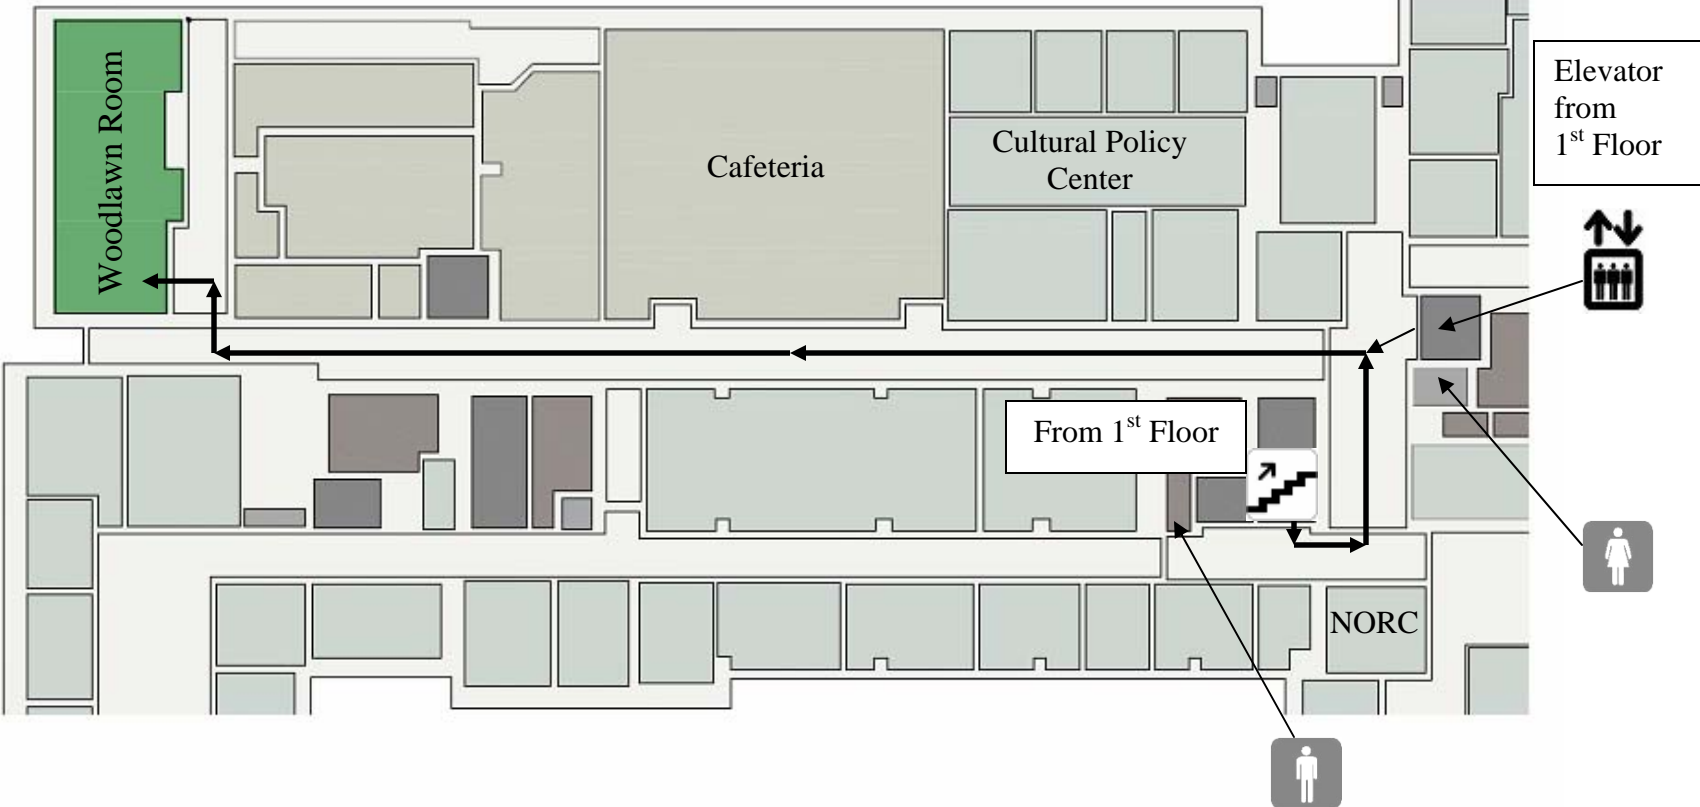 Woodlawn Room
Cafeteria
Cultural Policy
Center
Elevator
from
1st Floor
From 1st Floor
NORC